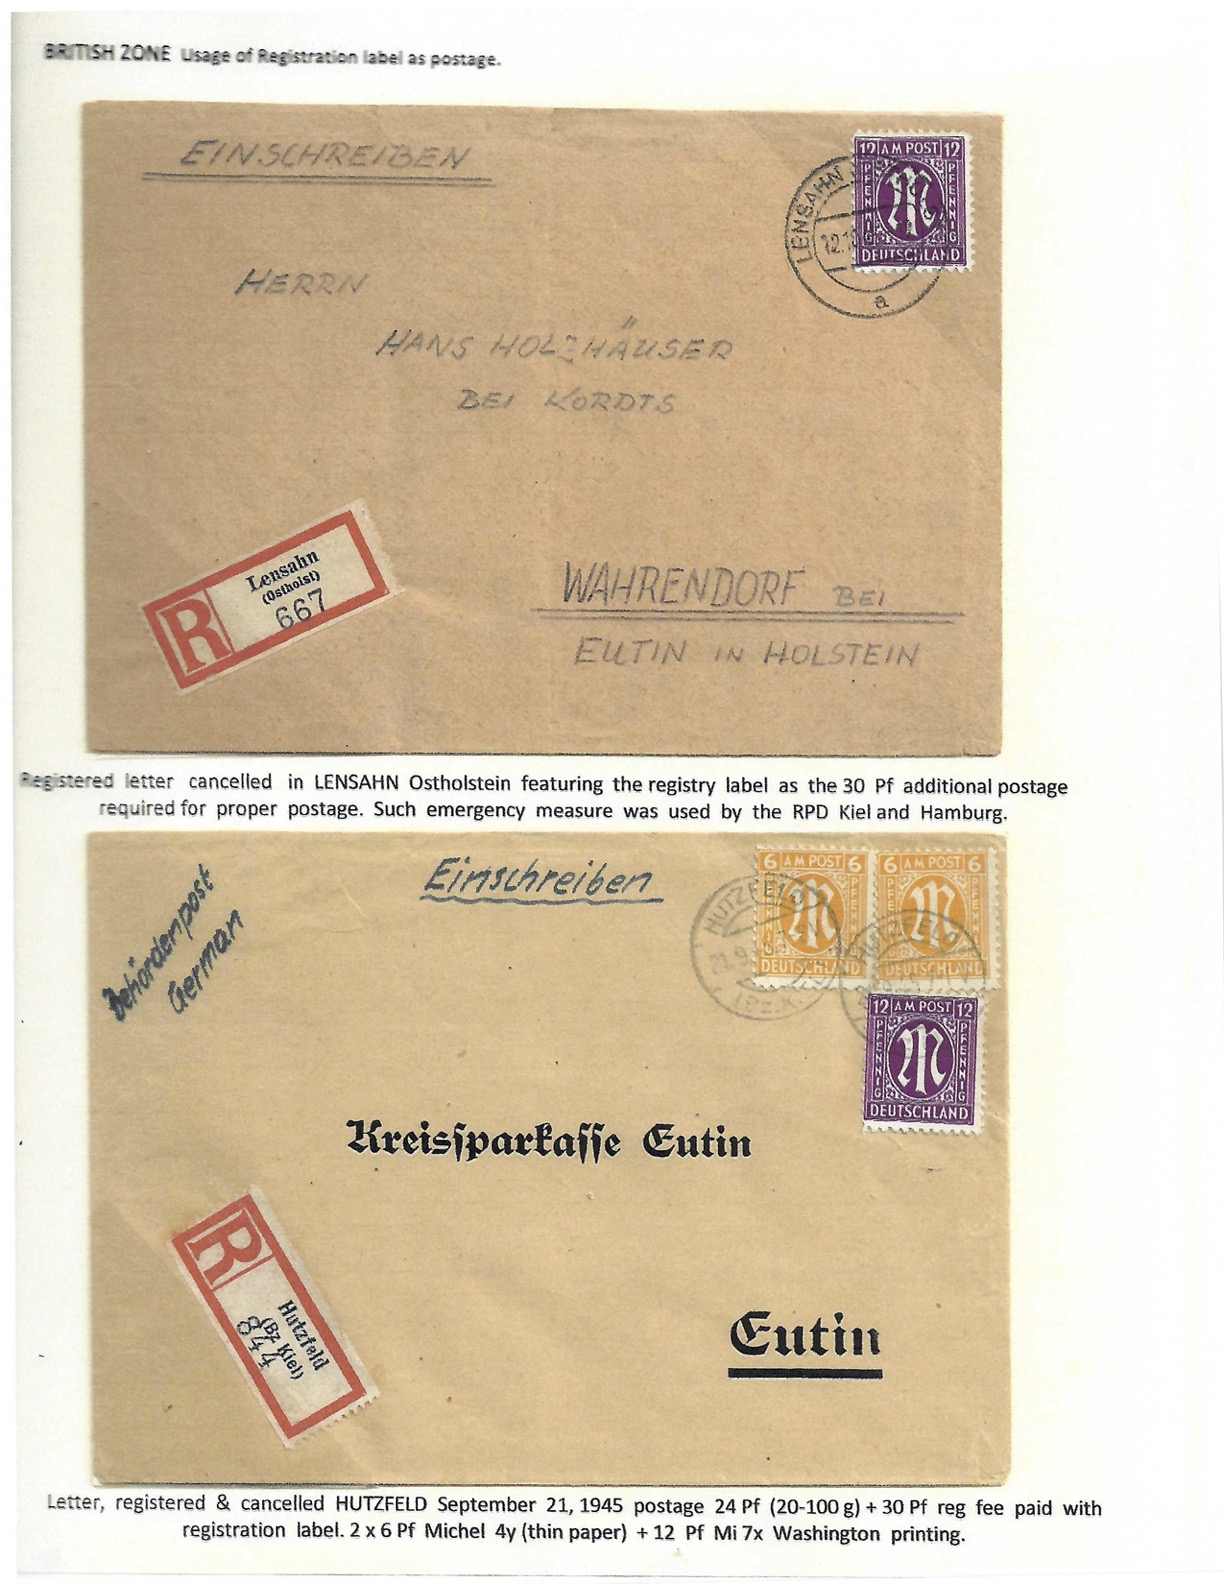 BRITISH ZONE Usage of Registration label as postage.
EINSCHREIBEN
12 AM POST 12
PFENNIG PFENNIG
DEUTSCHLAND
LENSAHN
a
HERRN
HANS HOLZHÄUSER
BEI KORDTS
R
Lensahn
(Ostholst)
667
WAHRENDORF BEI
EUTIN IN HOLSTEIN
Registered letter cancelled in LENSAHN Ostholstein featuring the registry label as the 30 Pf additional postage
required for proper postage. Such emergency measure was used by the RPD Kiel and Hamburg.
Behördenpost
German
Einschreiben
6 AM POST 6
DEUTSCHLAND
6 AM POST 6
DEUTSCHLAND
HUTZFELD
HUTZFELD
12 AM POST 12
PFENNIG PFENNIG
DEUTSCHLAND
Kreissparkasse Eutin
R
Hutzfeld
(Bz Kiel)
844
Eutin
Letter, registered & cancelled HUTZFELD September 21, 1945 postage 24 Pf (20-100 g) + 30 Pf reg fee paid with
registration label. 2 x 6 Pf Michel 4y (thin paper) + 12 Pf Mi 7x Washington printing.